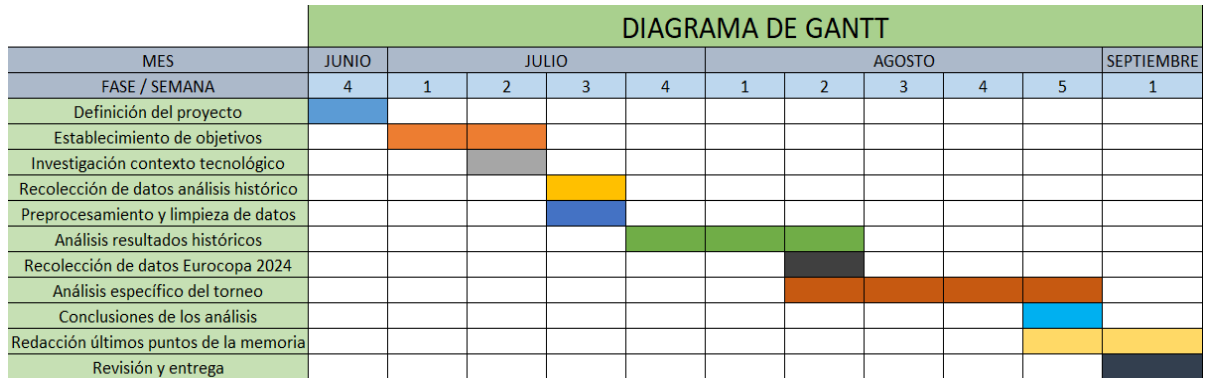 DIAGRAMA DE GANTT
MES JUNIO JULIO AGOSTO SEPTIEMBRE
FASE / SEMANA 4 1 2 3 4 1 2 3 4 5 1
Definición del proyecto
Establecimiento de objetivos
Investigación contexto tecnológico
Recolección de datos análisis histórico
Preprocesamiento y limpieza de datos
Análisis resultados históricos
Recolección de datos Eurocopa 2024
Análisis específico del torneo
Conclusiones de los análisis
Redacción últimos puntos de la memoria
Revisión y entrega